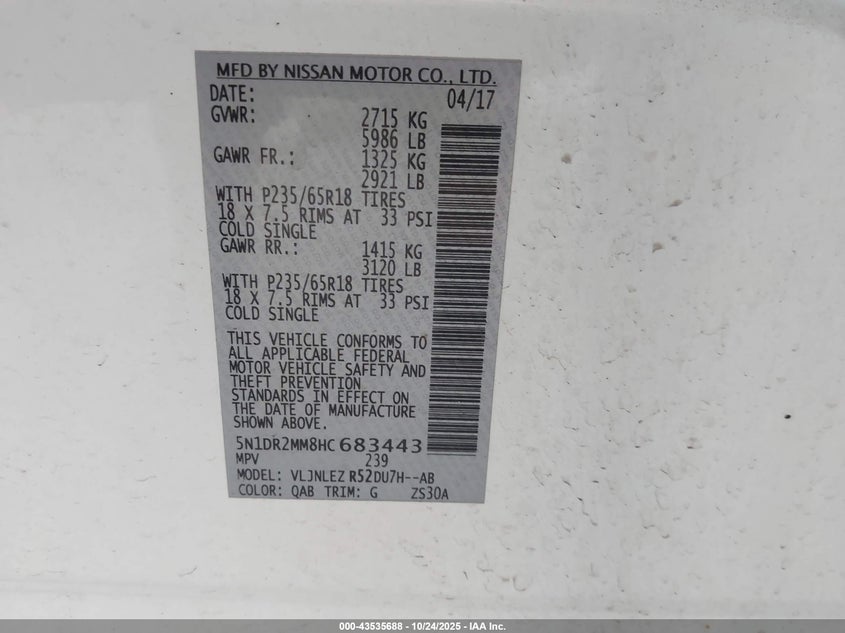 MFD BY NISSAN MOTOR CO., LTD.
DATE: 04/17
GVWR: 2715 KG
5986 LB
GAWR FR.: 1325 KG
2921 LB
WITH P235/65R18 TIRES
18 X 7.5 RIMS AT 33 PSI
COLD SINGLE
GAWR RR.: 1415 KG
3120 LB
WITH P235/65R18 TIRES
18 X 7.5 RIMS AT 33 PSI
COLD SINGLE
THIS VEHICLE CONFORMS TO
ALL APPLICABLE FEDERAL
MOTOR VEHICLE SAFETY AND
THEFT PREVENTION
STANDARDS IN EFFECT ON
THE DATE OF MANUFACTURE
SHOWN ABOVE.
5N1DR2MM8HC683443
MPV 239
MODEL: VLJNLEZ R52DU7H--AB
COLOR: QAB TRIM: G ZS30A
000-43535688 - 10/24/2025 - IAA Inc.